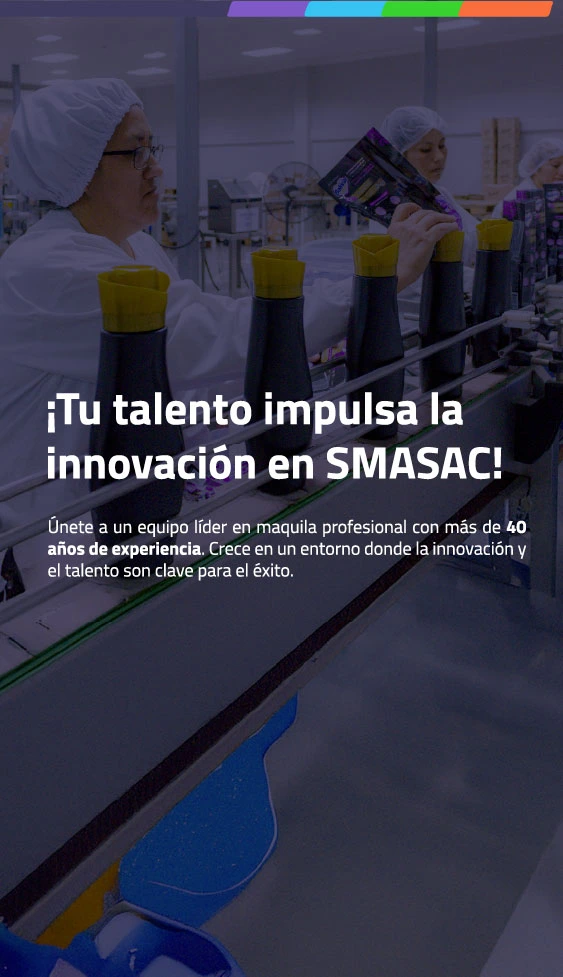 ¡Tu talento impulsa la
innovación en SMASAC!
Únete a un equipo líder en maquila profesional con más de 40
años de experiencia. Crece en un entorno donde la innovación y
el talento son clave para el éxito.